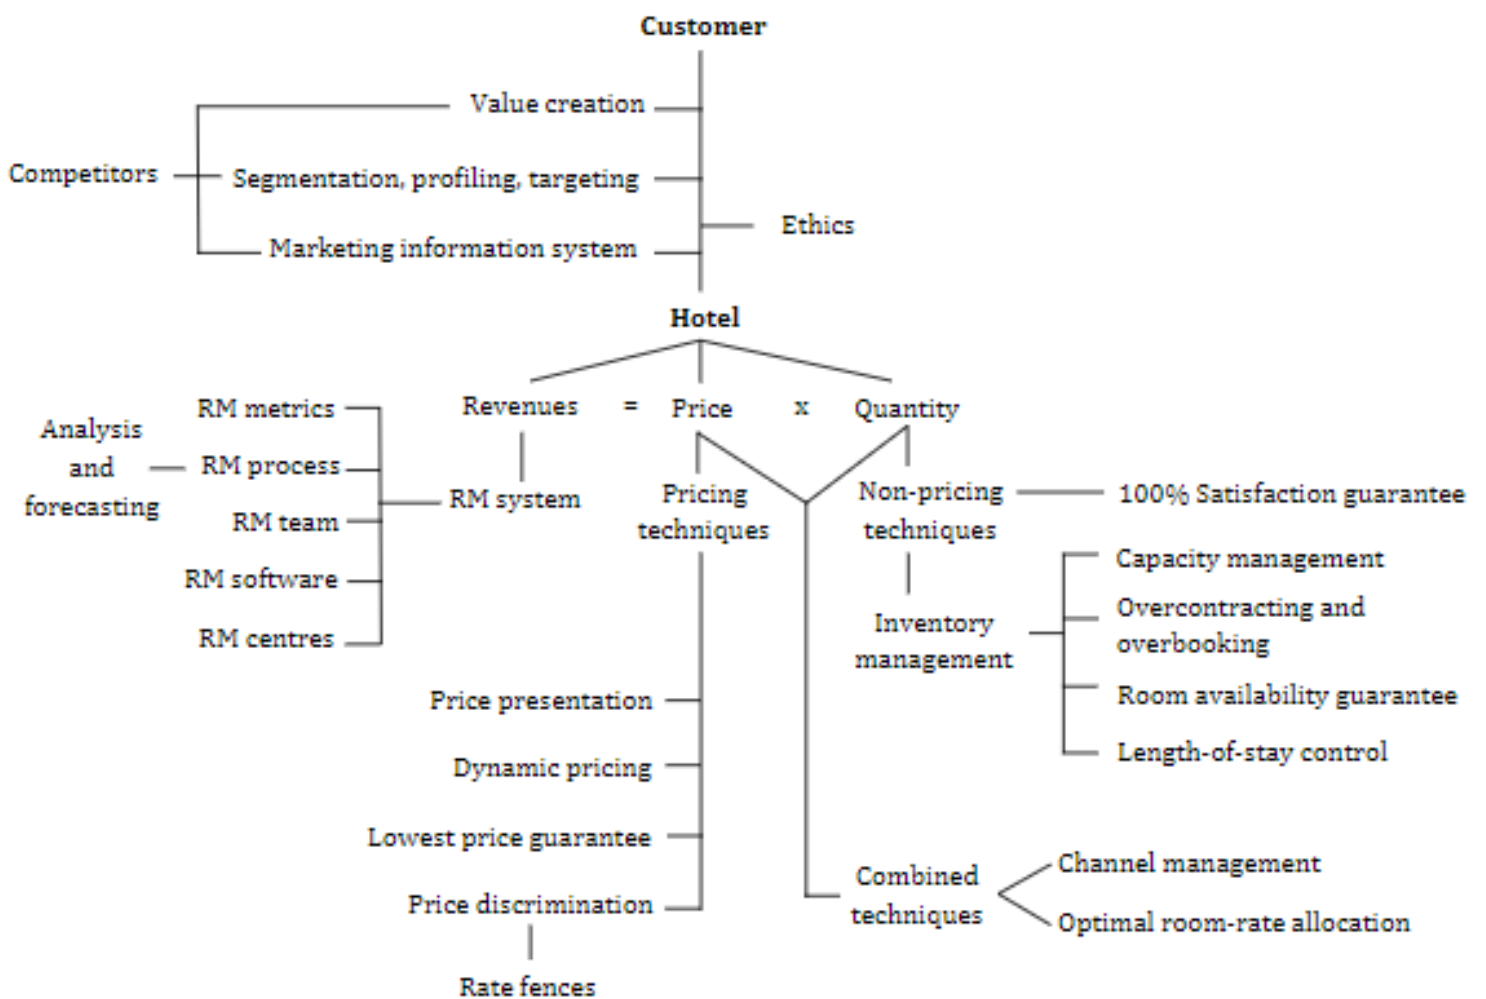 Customer
Value creation
Competitors
Segmentation, profiling, targeting
Ethics
Marketing information system
Hotel
Revenues = Price x Quantity
RM metrics
RM process
RM team
RM software
RM centres
Analysis
and
forecasting
RM system
Pricing
techniques
Non-pricing
techniques
100% Satisfaction guarantee
Inventory
management
Capacity management
Overcontracting and
overbooking
Room availability guarantee
Length-of-stay control
Price presentation
Dynamic pricing
Lowest price guarantee
Price discrimination
Rate fences
Combined
techniques
Channel management
Optimal room-rate allocation